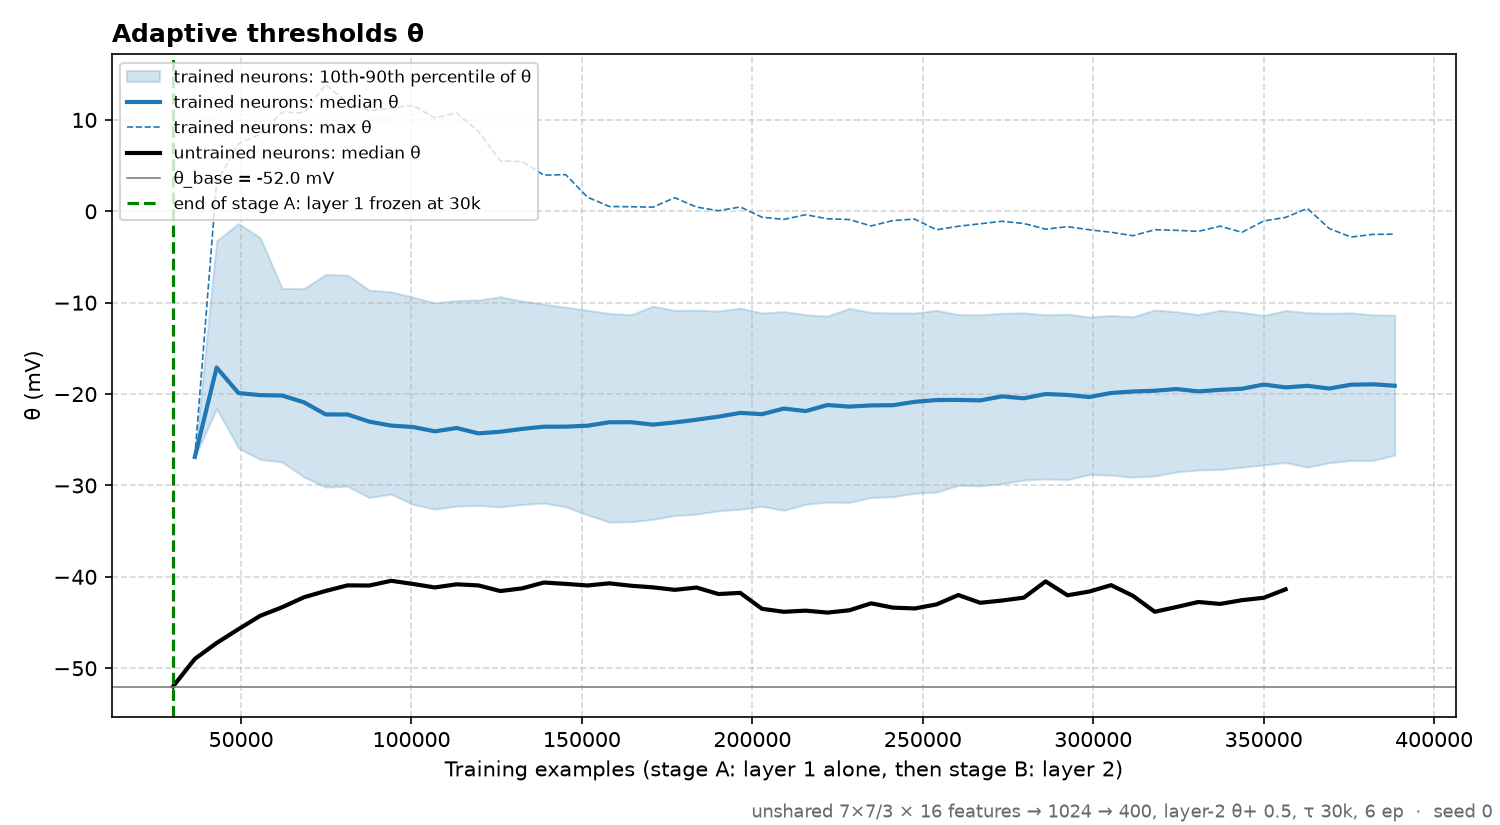 Adaptive thresholds θ
trained neurons: 10th-90th percentile of θ
trained neurons: median θ
trained neurons: max θ
untrained neurons: median θ
θ_base = -52.0 mV
end of stage A: layer 1 frozen at 30k
θ (mV)
10
0
−10
−20
−30
−40
−50
50000 100000 150000 200000 250000 300000 350000 400000
Training examples (stage A: layer 1 alone, then stage B: layer 2)
unshared 7×7/3 × 16 features → 1024 → 400, layer-2 θ+ 0.5, τ 30k, 6 ep · seed 0